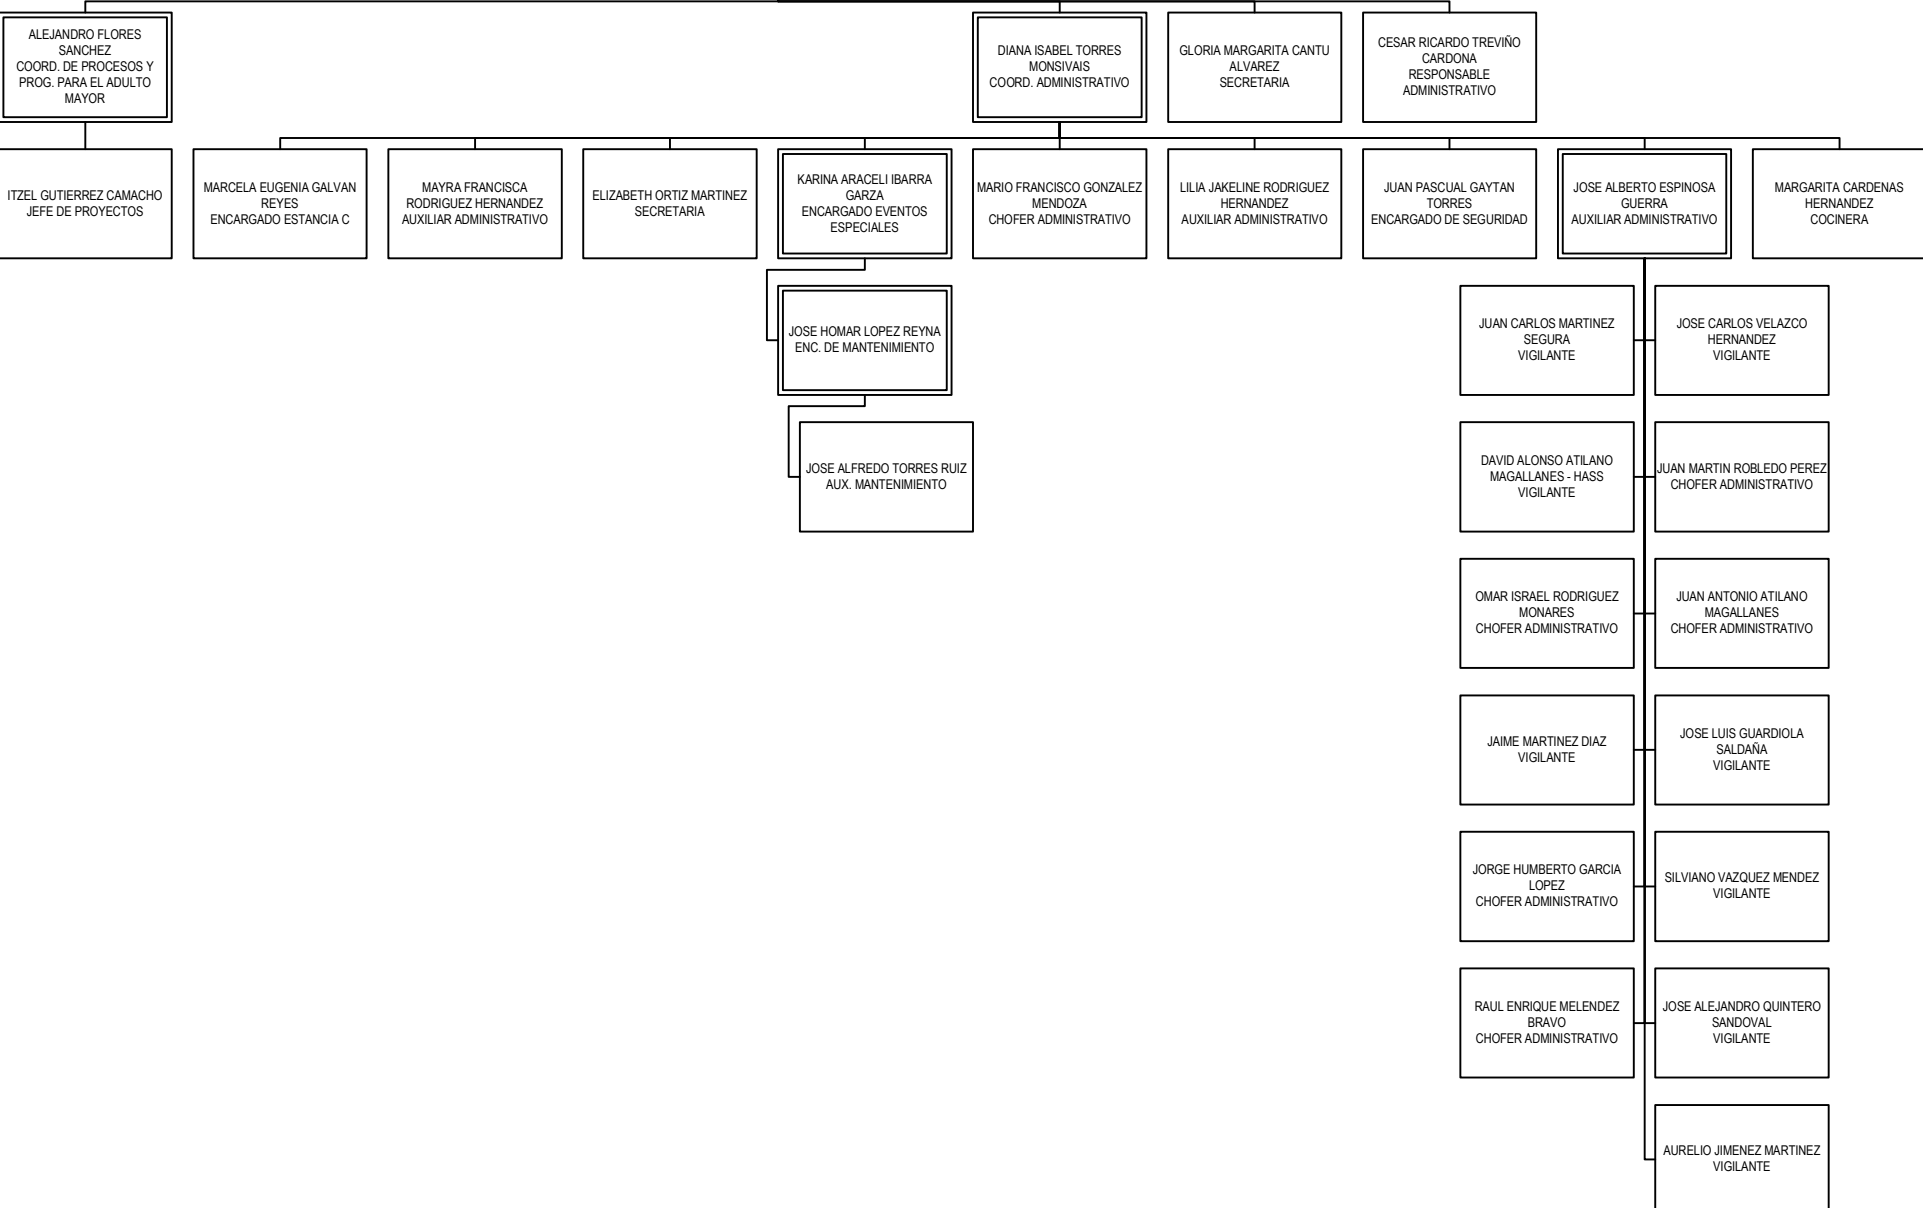 ALEJANDRO FLORES
SANCHEZ
COORD. DE PROCESOS Y
PROG. PARA EL ADULTO
MAYOR
DIANA ISABEL TORRES
MONSIVAIS
COORD. ADMINISTRATIVO
GLORIA MARGARITA CANTU
ALVAREZ
SECRETARIA
CESAR RICARDO TREVIÑO
CARDONA
RESPONSABLE
ADMINISTRATIVO
ITZEL GUTIERREZ CAMACHO
JEFE DE PROYECTOS
MARCELA EUGENIA GALVAN
REYES
ENCARGADO ESTANCIA C
MAYRA FRANCISCA
RODRIGUEZ HERNANDEZ
AUXILIAR ADMINISTRATIVO
ELIZABETH ORTIZ MARTINEZ
SECRETARIA
KARINA ARACELI IBARRA
GARZA
ENCARGADO EVENTOS
ESPECIALES
MARIO FRANCISCO GONZALEZ
MENDOZA
CHOFER ADMINISTRATIVO
LILIA JAKELINE RODRIGUEZ
HERNANDEZ
AUXILIAR ADMINISTRATIVO
JUAN PASCUAL GAYTAN
TORRES
ENCARGADO DE SEGURIDAD
JOSE ALBERTO ESPINOSA
GUERRA
AUXILIAR ADMINISTRATIVO
MARGARITA CARDENAS
HERNANDEZ
COCINERA
JOSE HOMAR LOPEZ REYNA
ENC. DE MANTENIMIENTO
JUAN CARLOS MARTINEZ
SEGURA
VIGILANTE
JOSE CARLOS VELAZCO
HERNANDEZ
VIGILANTE
JOSE ALFREDO TORRES RUIZ
AUX. MANTENIMIENTO
DAVID ALONSO ATILANO
MAGALLANES - HASS
VIGILANTE
JUAN MARTIN ROBLEDO PEREZ
CHOFER ADMINISTRATIVO
OMAR ISRAEL RODRIGUEZ
MONARES
CHOFER ADMINISTRATIVO
JUAN ANTONIO ATILANO
MAGALLANES
CHOFER ADMINISTRATIVO
JAIME MARTINEZ DIAZ
VIGILANTE
JOSE LUIS GUARDIOLA
SALDAÑA
VIGILANTE
JORGE HUMBERTO GARCIA
LOPEZ
CHOFER ADMINISTRATIVO
SILVIANO VAZQUEZ MENDEZ
VIGILANTE
RAUL ENRIQUE MELENDEZ
BRAVO
CHOFER ADMINISTRATIVO
JOSE ALEJANDRO QUINTERO
SANDOVAL
VIGILANTE
AURELIO JIMENEZ MARTINEZ
VIGILANTE